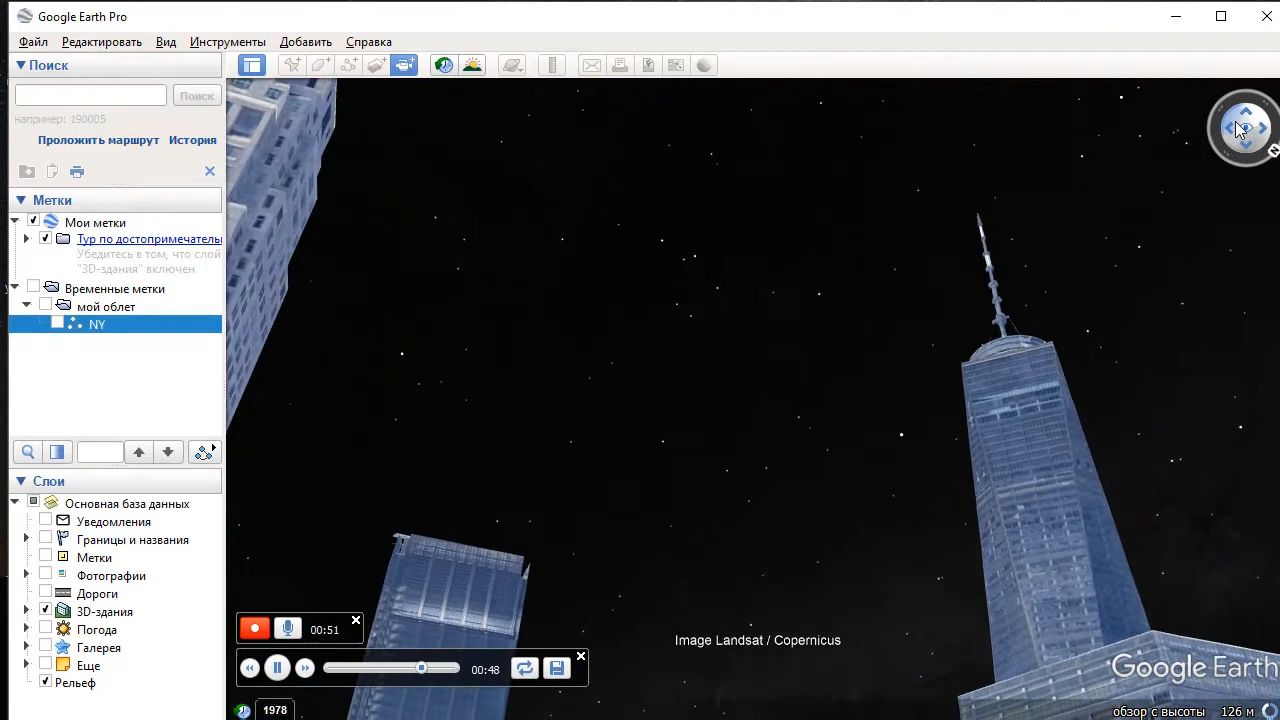 Google Earth Pro
Файл Редактировать Вид Инструменты Добавить Справка
Поиск
Поиск
например: 190005
Проложить маршрут История
Метки
Мои метки
Тур по достопримечатель
Убедитесь в том, что слой
"3D-здания" включен
Временные метки
мой облет
NY
Слои
Основная база данных
Уведомления
Границы и названия
Метки
Фотографии
Дороги
3D-здания
Погода
Галерея
Еще
Рельеф
N
00:51
00:48
1978
Image Landsat / Copernicus
Google Earth
обзор с высоты 126 м